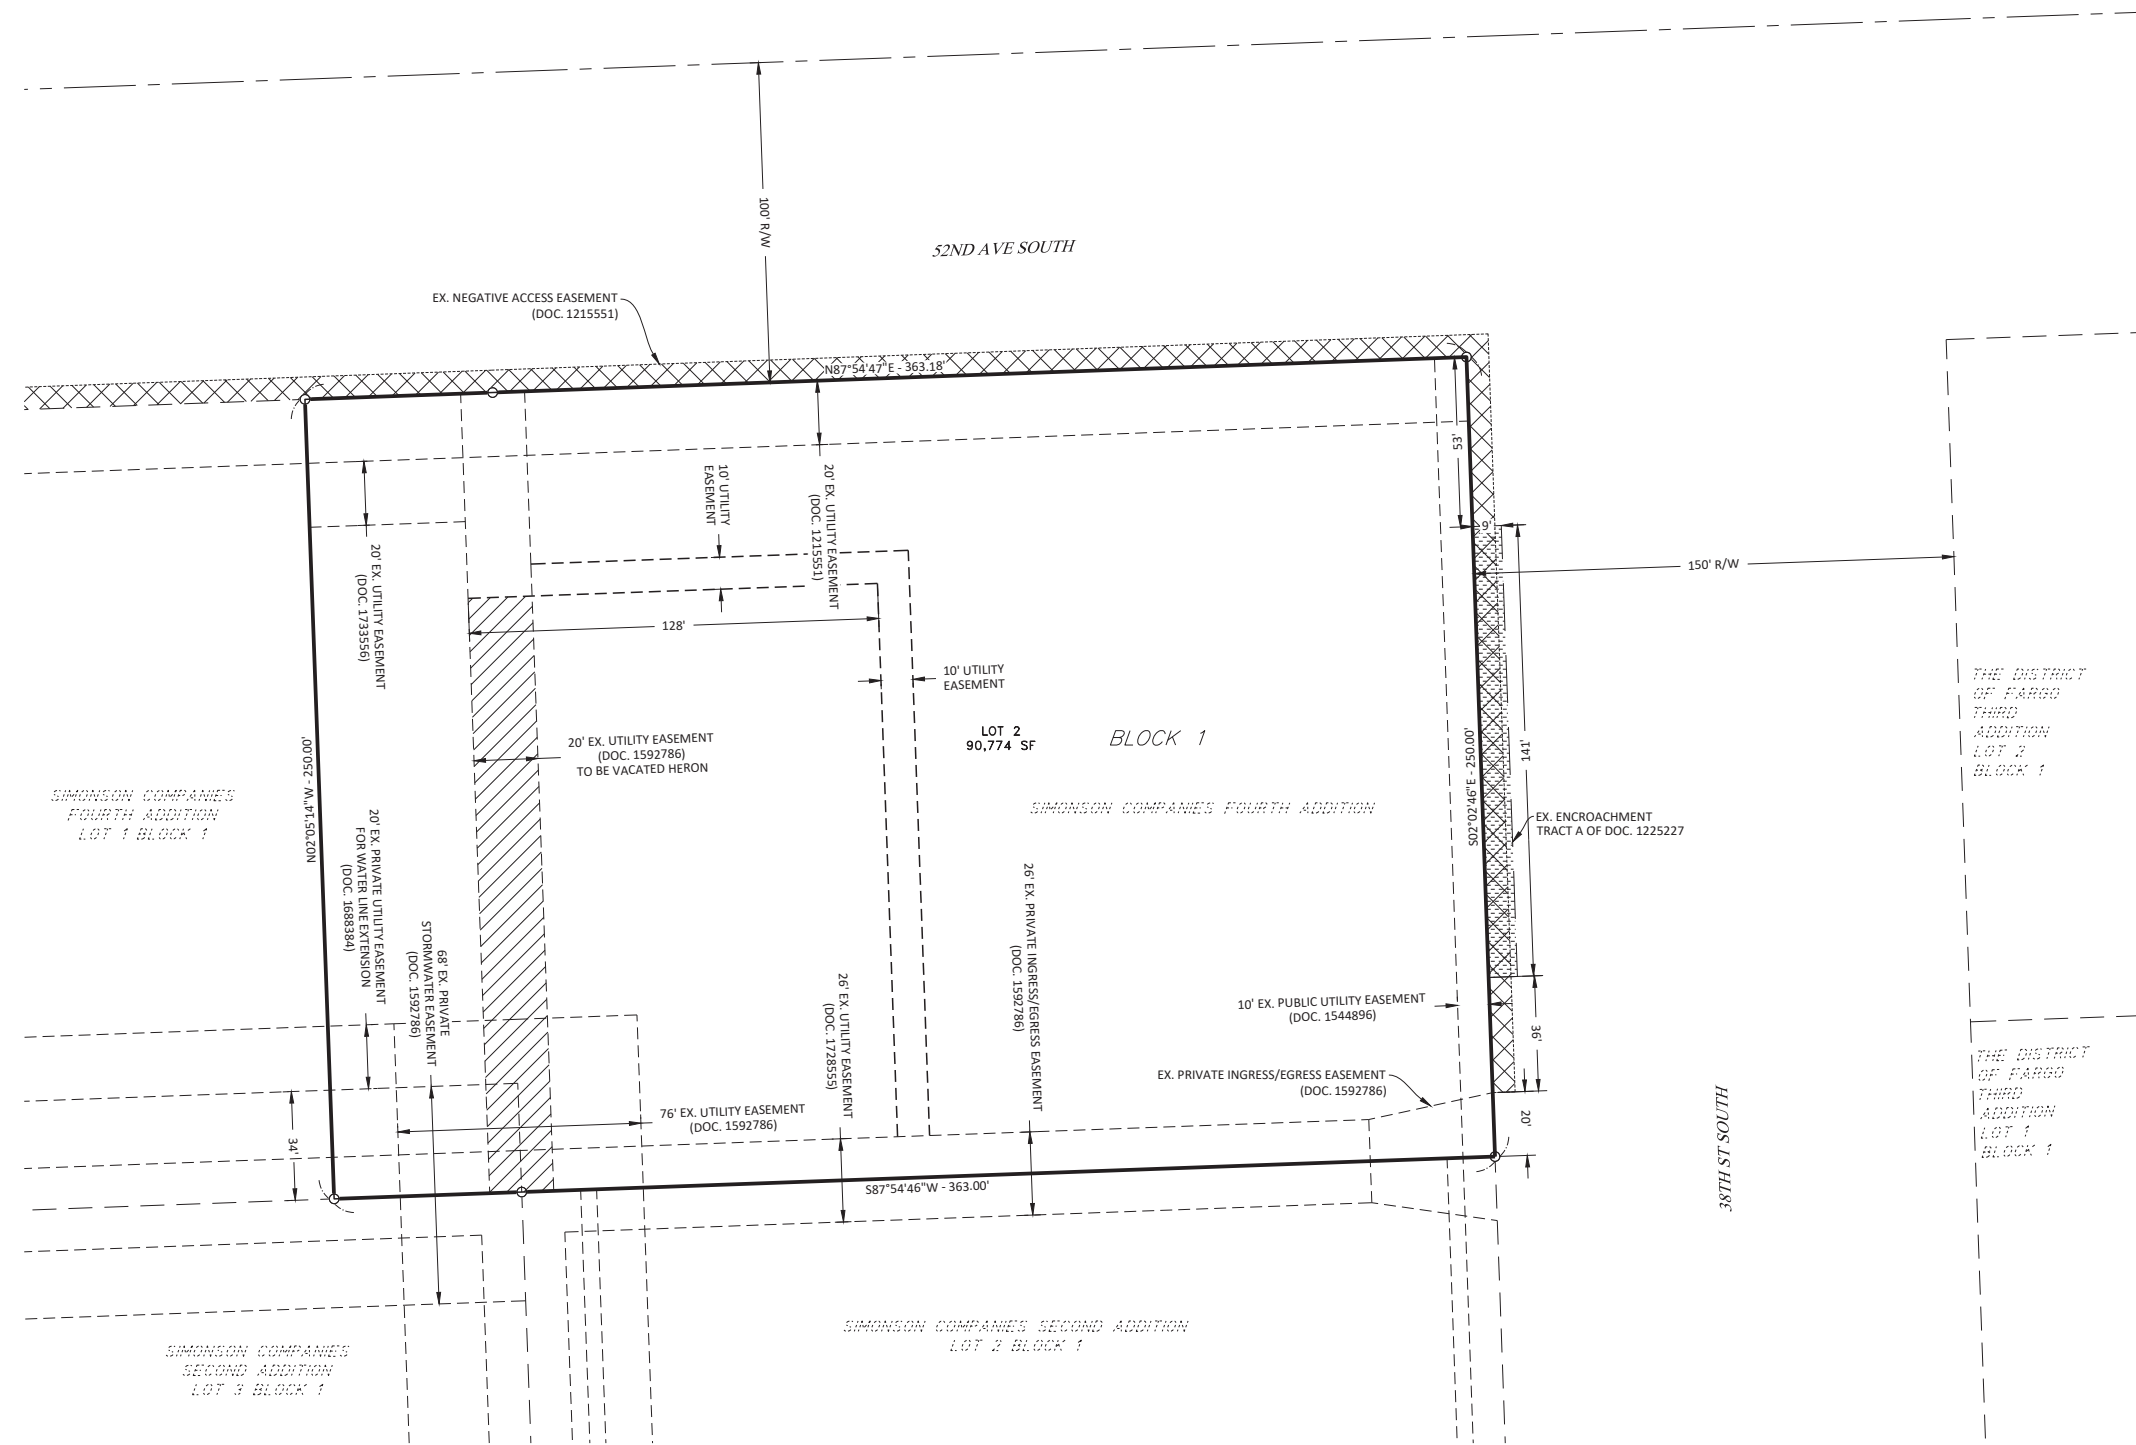 100' R/W
52ND AVE SOUTH
EX. NEGATIVE ACCESS EASEMENT
(DOC. 1215551)
N87°54'47"E - 363.18'
53'
9'
10' UTILITY
EASEMENT
20' EX. UTILITY EASEMENT
(DOC. 1215551)
20' EX. UTILITY EASEMENT
(DOC. 1733556)
150' R/W
128'
10' UTILITY
EASEMENT
THE DISTRICT
OF FARGO
THIRD
ADDITION
LOT 2
BLOCK 1
LOT 2
90,774 SF
BLOCK 1
20' EX. UTILITY EASEMENT
(DOC. 1592786)
TO BE VACATED HERON
N02°05'14"W - 250.00'
S02°02'46"E - 250.00'
141'
SIMONSON COMPANIES
FOURTH ADDITION
LOT 1 BLOCK 1
SIMONSON COMPANIES FOURTH ADDITION
EX. ENCROACHMENT
TRACT A OF DOC. 1225227
20' EX. PRIVATE UTILITY EASEMENT
FOR WATER LINE EXTENSION
(DOC. 1688384)
68' EX. PRIVATE
STORMWATER EASEMENT
(DOC. 1592786)
26' EX. UTILITY EASEMENT
(DOC. 1728555)
26' EX. PRIVATE INGRESS/EGRESS EASEMENT
(DOC. 1592786)
10' EX. PUBLIC UTILITY EASEMENT
(DOC. 1544896)
36'
EX. PRIVATE INGRESS/EGRESS EASEMENT
(DOC. 1592786)
THE DISTRICT
OF FARGO
THIRD
ADDITION
LOT 1
BLOCK 1
76' EX. UTILITY EASEMENT
(DOC. 1592786)
34'
20'
38TH ST SOUTH
S87°54'46"W - 363.00'
SIMONSON COMPANIES SECOND ADDITION
LOT 2 BLOCK 1
SIMONSON COMPANIES
SECOND ADDITION
LOT 3 BLOCK 1